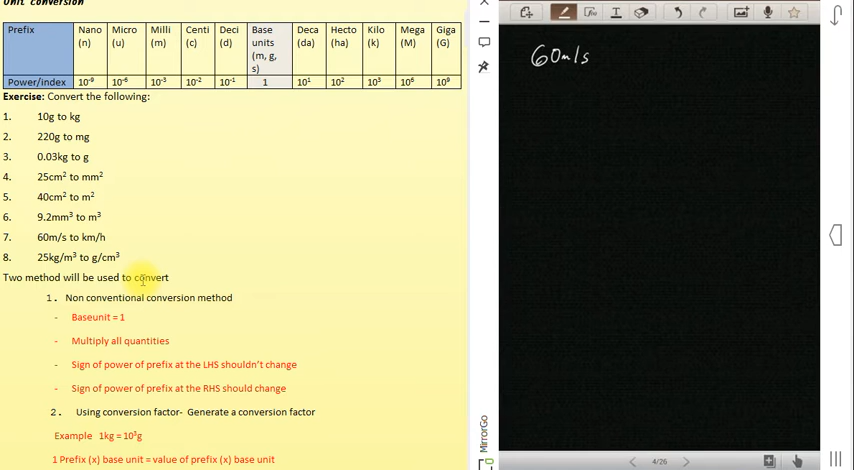 Unit conversion
Prefix Nano (n) Micro (u) Milli (m) Centi (c) Deci (d) Base units (m, g, s) Deca (da) Hecto (ha) Kilo (k) Mega (M) Giga (G)
Power/index 10⁻⁹ 10⁻⁶ 10⁻³ 10⁻² 10⁻¹ 1 10¹ 10² 10³ 10⁶ 10⁹
Exercise: Convert the following:
1. 10g to kg
2. 220g to mg
3. 0.03kg to g
4. 25cm² to mm²
5. 40cm² to m²
6. 9.2mm³ to m³
7. 60m/s to km/h
8. 25kg/m³ to g/cm³
Two method will be used to convert
1. Non conventional conversion method
- Baseunit = 1
- Multiply all quantities
- Sign of power of prefix at the LHS shouldn't change
- Sign of power of prefix at the RHS should change
2. Using conversion factor- Generate a conversion factor
Example 1kg = 10³g
1 Prefix (x) base unit = value of prefix (x) base unit
MirrorGo
60m/s
4/26